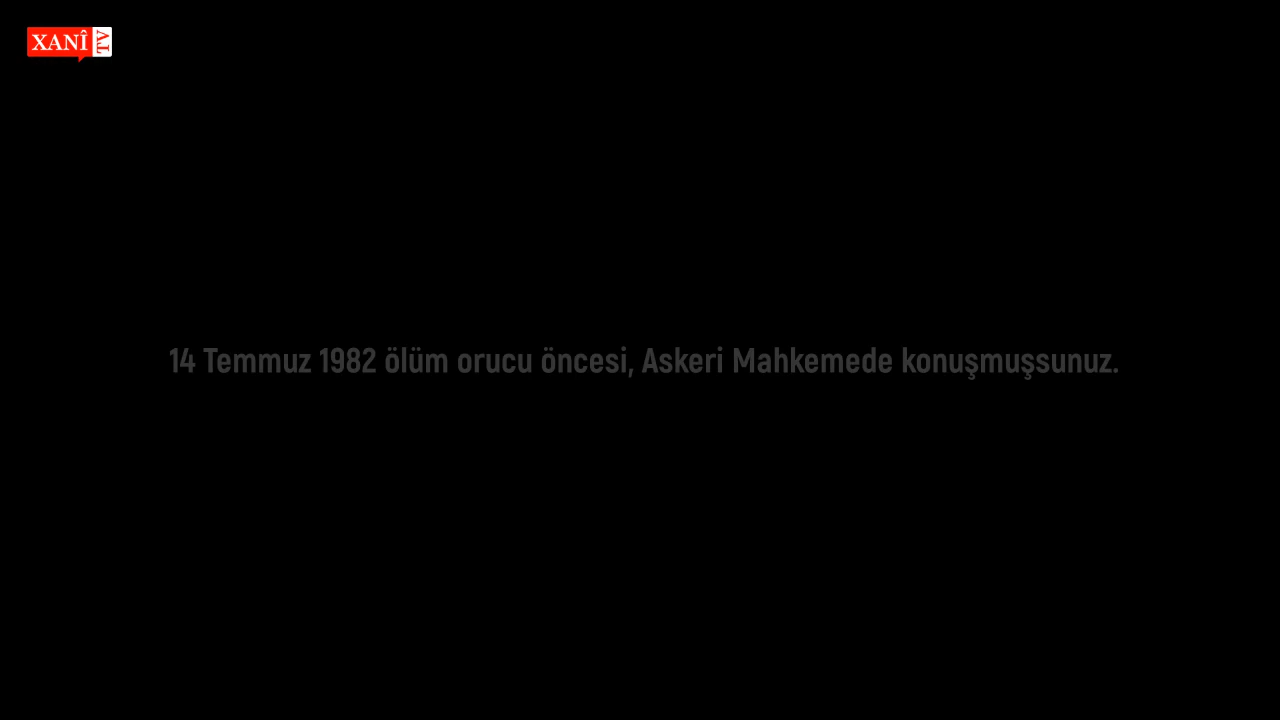 XANÎ TV
14 Temmuz 1982 ölüm orucu öncesi, Askeri Mahkemede konuşmuşsunuz.